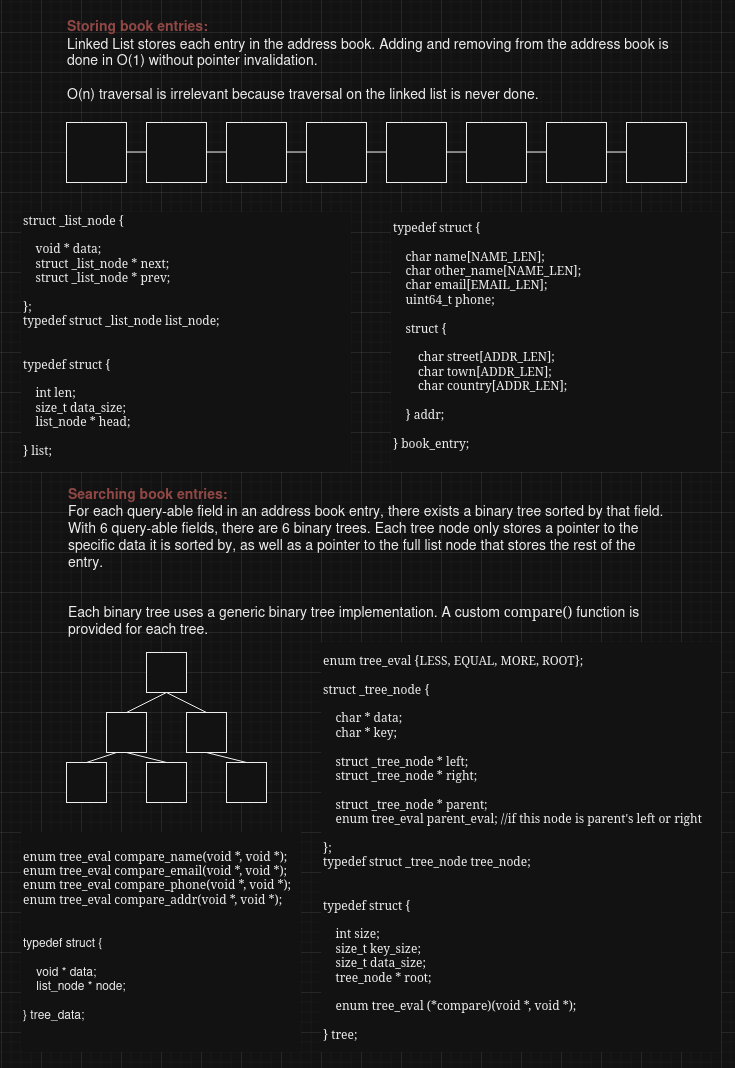 Storing book entries:
Linked List stores each entry in the address book. Adding and removing from the address book is
done in O(1) without pointer invalidation.
O(n) traversal is irrelevant because traversal on the linked list is never done.
struct _list_node {
void * data;
struct _list_node * next;
struct _list_node * prev;
};
typedef struct _list_node list_node;
typedef struct {
int len;
size_t data_size;
list_node * head;
} list;
typedef struct {
char name[NAME_LEN];
char other_name[NAME_LEN];
char email[EMAIL_LEN];
uint64_t phone;
struct {
char street[ADDR_LEN];
char town[ADDR_LEN];
char country[ADDR_LEN];
} addr;
} book_entry;
Searching book entries:
For each query-able field in an address book entry, there exists a binary tree sorted by that field.
With 6 query-able fields, there are 6 binary trees. Each tree node only stores a pointer to the
specific data it is sorted by, as well as a pointer to the full list node that stores the rest of the
entry.
Each binary tree uses a generic binary tree implementation. A custom compare() function is
provided for each tree.
enum tree_eval compare_name(void *, void *);
enum tree_eval compare_email(void *, void *);
enum tree_eval compare_phone(void *, void *);
enum tree_eval compare_addr(void *, void *);
typedef struct {
void * data;
list_node * node;
} tree_data;
enum tree_eval {LESS, EQUAL, MORE, ROOT};
struct _tree_node {
char * data;
char * key;
struct _tree_node * left;
struct _tree_node * right;
struct _tree_node * parent;
enum tree_eval parent_eval; //if this node is parent's left or right
};
typedef struct _tree_node tree_node;
typedef struct {
int size;
size_t key_size;
size_t data_size;
tree_node * root;
enum tree_eval (*compare)(void *, void *);
} tree;